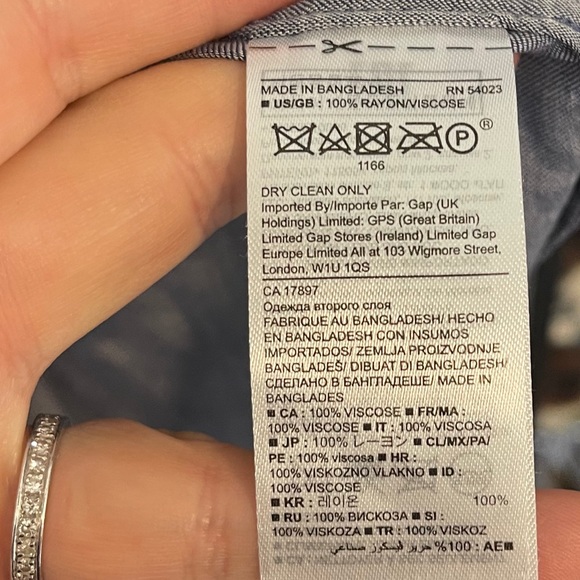 MADE IN BANGLADESH RN 54023
■ US/GB : 100% RAYON/VISCOSE
P ®
1166
DRY CLEAN ONLY
Imported By/Importe Par: Gap (UK
Holdings) Limited: GPS (Great Britain)
Limited Gap Stores (Ireland) Limited Gap
Europe Limited All at 103 Wigmore Street,
London, W1U 1QS
CA 17897
Одежда второго слоя
FABRIQUE AU BANGLADESH/ HECHO
EN BANGLADESH CON INSUMOS
IMPORTADOS/ ZEMLJA PROIZVODNJE
BANGLADEŠ/ DIBUAT DI BANGLADESH/
СДЕЛАНО В БАНГЛАДЕШЕ/ MADE IN
BANGLADES
■ CA : 100% VISCOSE ■ FR/MA :
100% VISCOSE ■ IT : 100% VISCOSA
■ JP : 100% レーヨン ■ CL/MX/PA/
PE : 100% viscosa ■ HR :
100% VISKOZNO VLAKNO ■ ID :
100% VISCOSE
■ KR : 레이온 100%
■ RU : 100% ВИСКОЗА ■ SI :
100% VISKOZA ■ TR : 100% VISKOZ
■ AE : 100% حرير فيسكوز صناعي